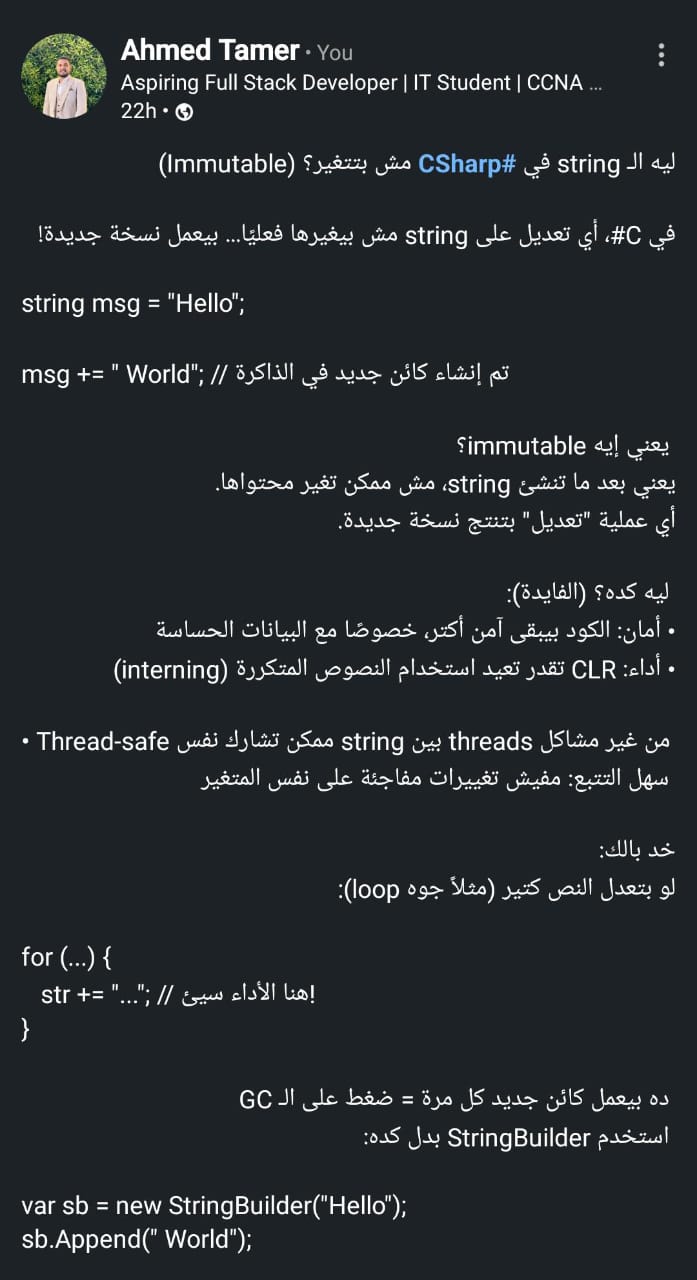 Ahmed Tamer • You
Aspiring Full Stack Developer | IT Student | CCNA ...
22h •
ليه الـ string في #CSharp مش بتتغير؟ (Immutable)
في C#، أي تعديل على string مش بيغيرها فعليًا... بيعمل نسخة جديدة!
string msg = "Hello";
msg += " World"; // تم إنشاء كائن جديد في الذاكرة
يعني إيه immutable؟
يعني بعد ما تنشئ string، مش ممكن تغير محتواها.
أي عملية "تعديل" بتنتج نسخة جديدة.
ليه كده؟ (الفايدة):
• أمان: الكود بيبقى آمن أكتر، خصوصًا مع البيانات الحساسة
• أداء: CLR تقدر تعيد استخدام النصوص المتكررة (interning)
• Thread-safe ممكن تشارك نفس string بين threads من غير مشاكل
سهل التتبع: مفيش تغييرات مفاجئة على نفس المتغير
خد بالك:
لو بتعدل النص كتير (مثلاً جوه loop):
for (...) {
str += "..."; // هنا الأداء سيئ!
}
ده بيعمل كائن جديد كل مرة = ضغط على الـ GC
استخدم StringBuilder بدل كده:
var sb = new StringBuilder("Hello");
sb.Append(" World");